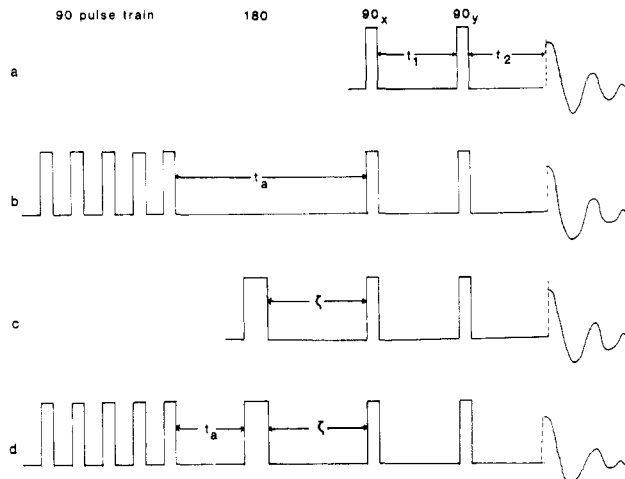 90 pulse train 180 90x 90y
a t1 t2
b ta
c ζ
d ta ζ